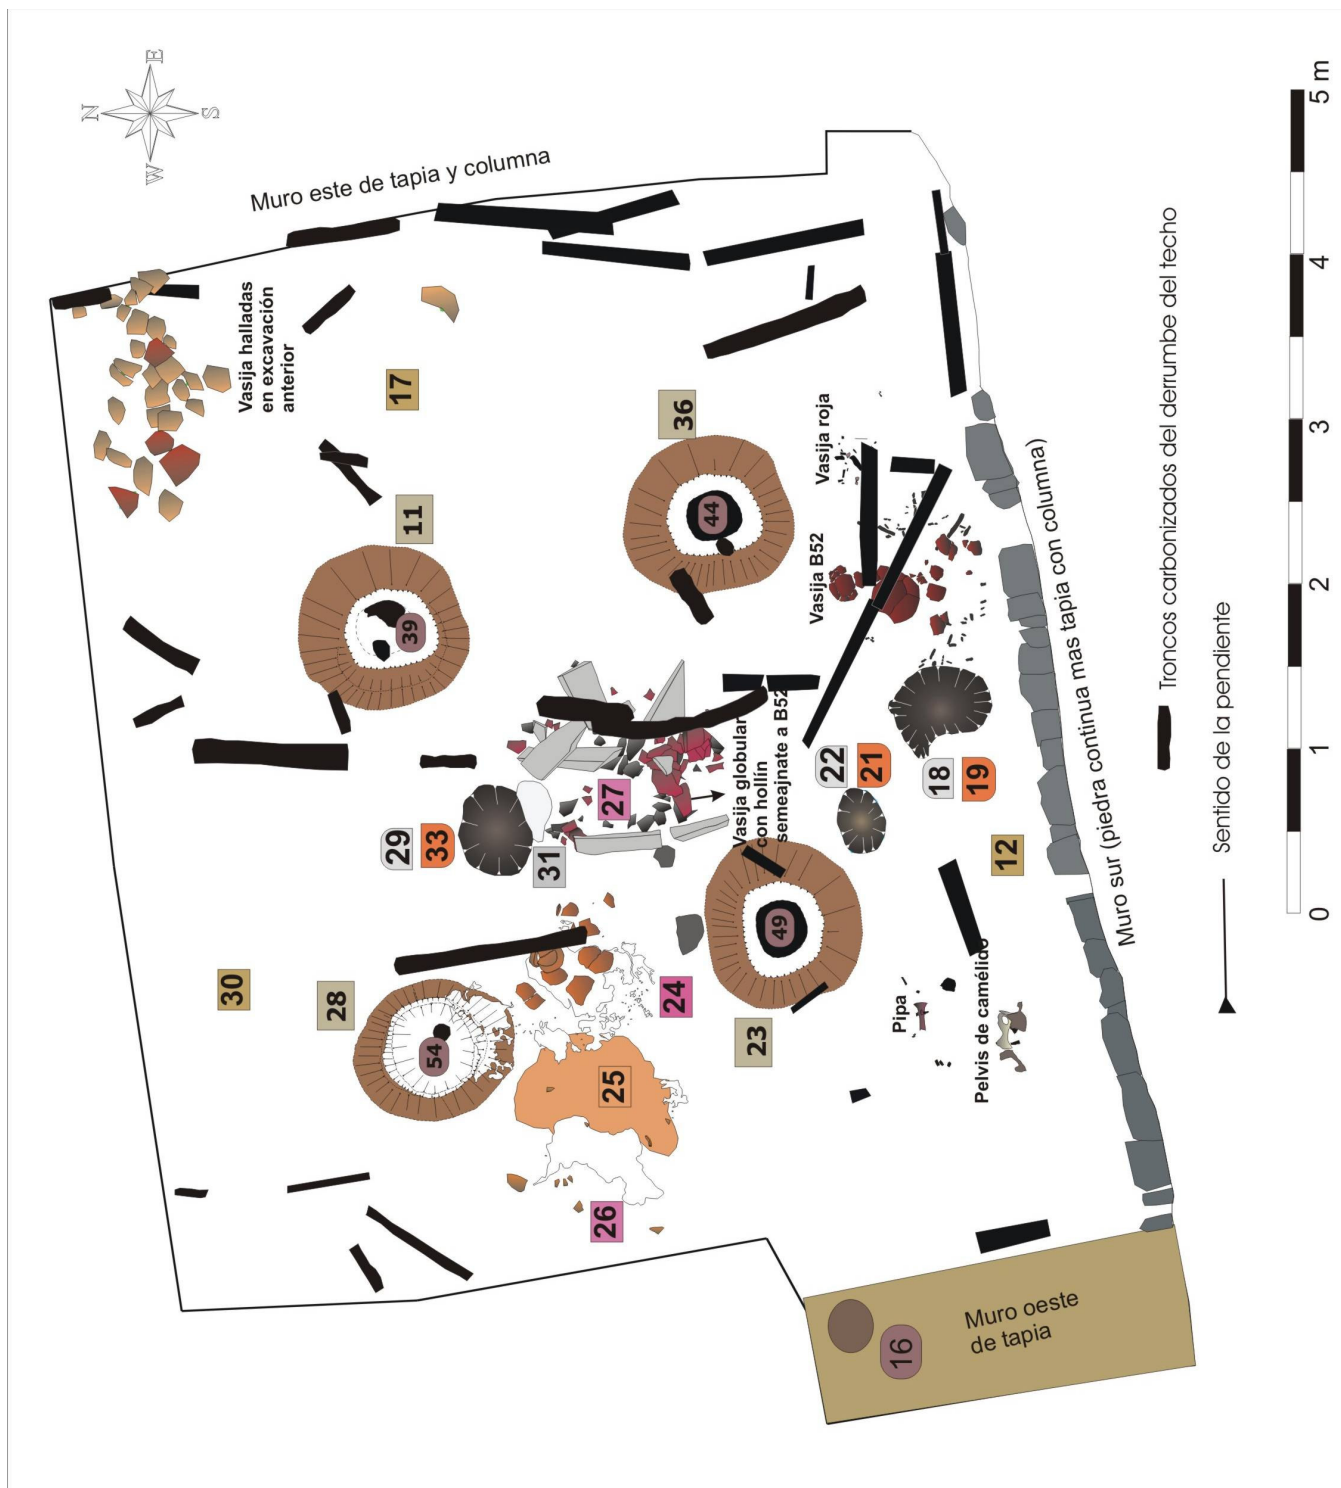 N
E
S
W
Muro este de tapia y columna
Vasija halladas
en excavación
anterior
17
11
36
39
44
Vasija roja
Vasija B52
30
28
29
33
31
27
Vasija globular
con hollín
semeajnate a B52
22
21
18
19
12
54
49
24
23
25
26
Pipa
Pelvis de camélido
16
Muro oeste
de tapia
Muro sur (piedra continua mas tapia con columna)
Troncos carbonizados del derrumbe del techo
Sentido de la pendiente
0
1
2
3
4
5 m